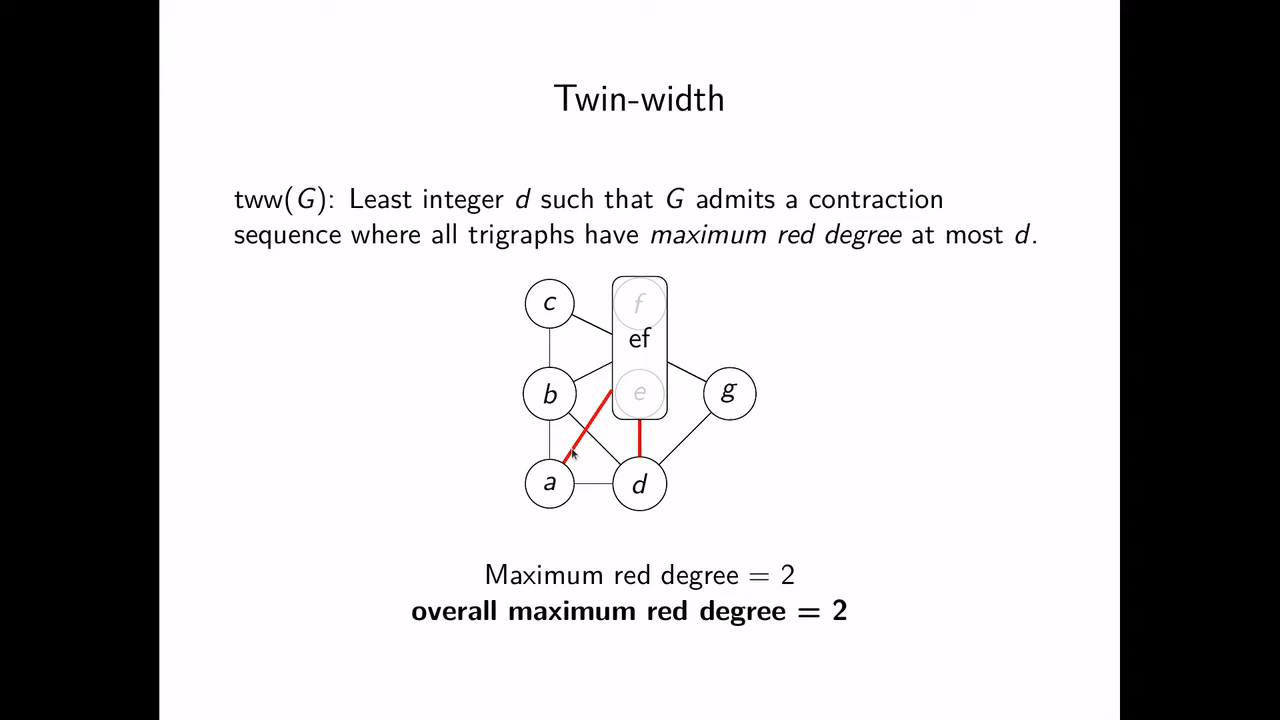 Twin-width
tww(G): Least integer d such that G admits a contraction
sequence where all trigraphs have maximum red degree at most d.
c
f
ef
b
e
g
a
d
Maximum red degree = 2
overall maximum red degree = 2